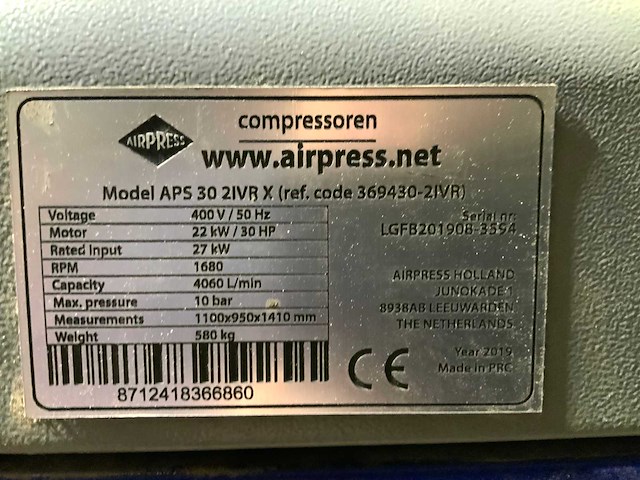 AIRPRESS
compressoren
www.airpress.net
Model APS 30 2IVR X (ref. code 369430-2IVR)
Voltage 400 V / 50 Hz
Motor 22 kW / 30 HP
Rated Input 27 kW
RPM 1680
Capacity 4060 L/min
Max. pressure 10 bar
Measurements 1100x950x1410 mm
Weight 580 kg
8712418366860
Serial nr:
LGFB201908-3594
AIRPRESS HOLLAND
JUNOKADE 1
8938AB LEEUWARDEN
THE NETHERLANDS
CE
Year 2019
Made in PRC